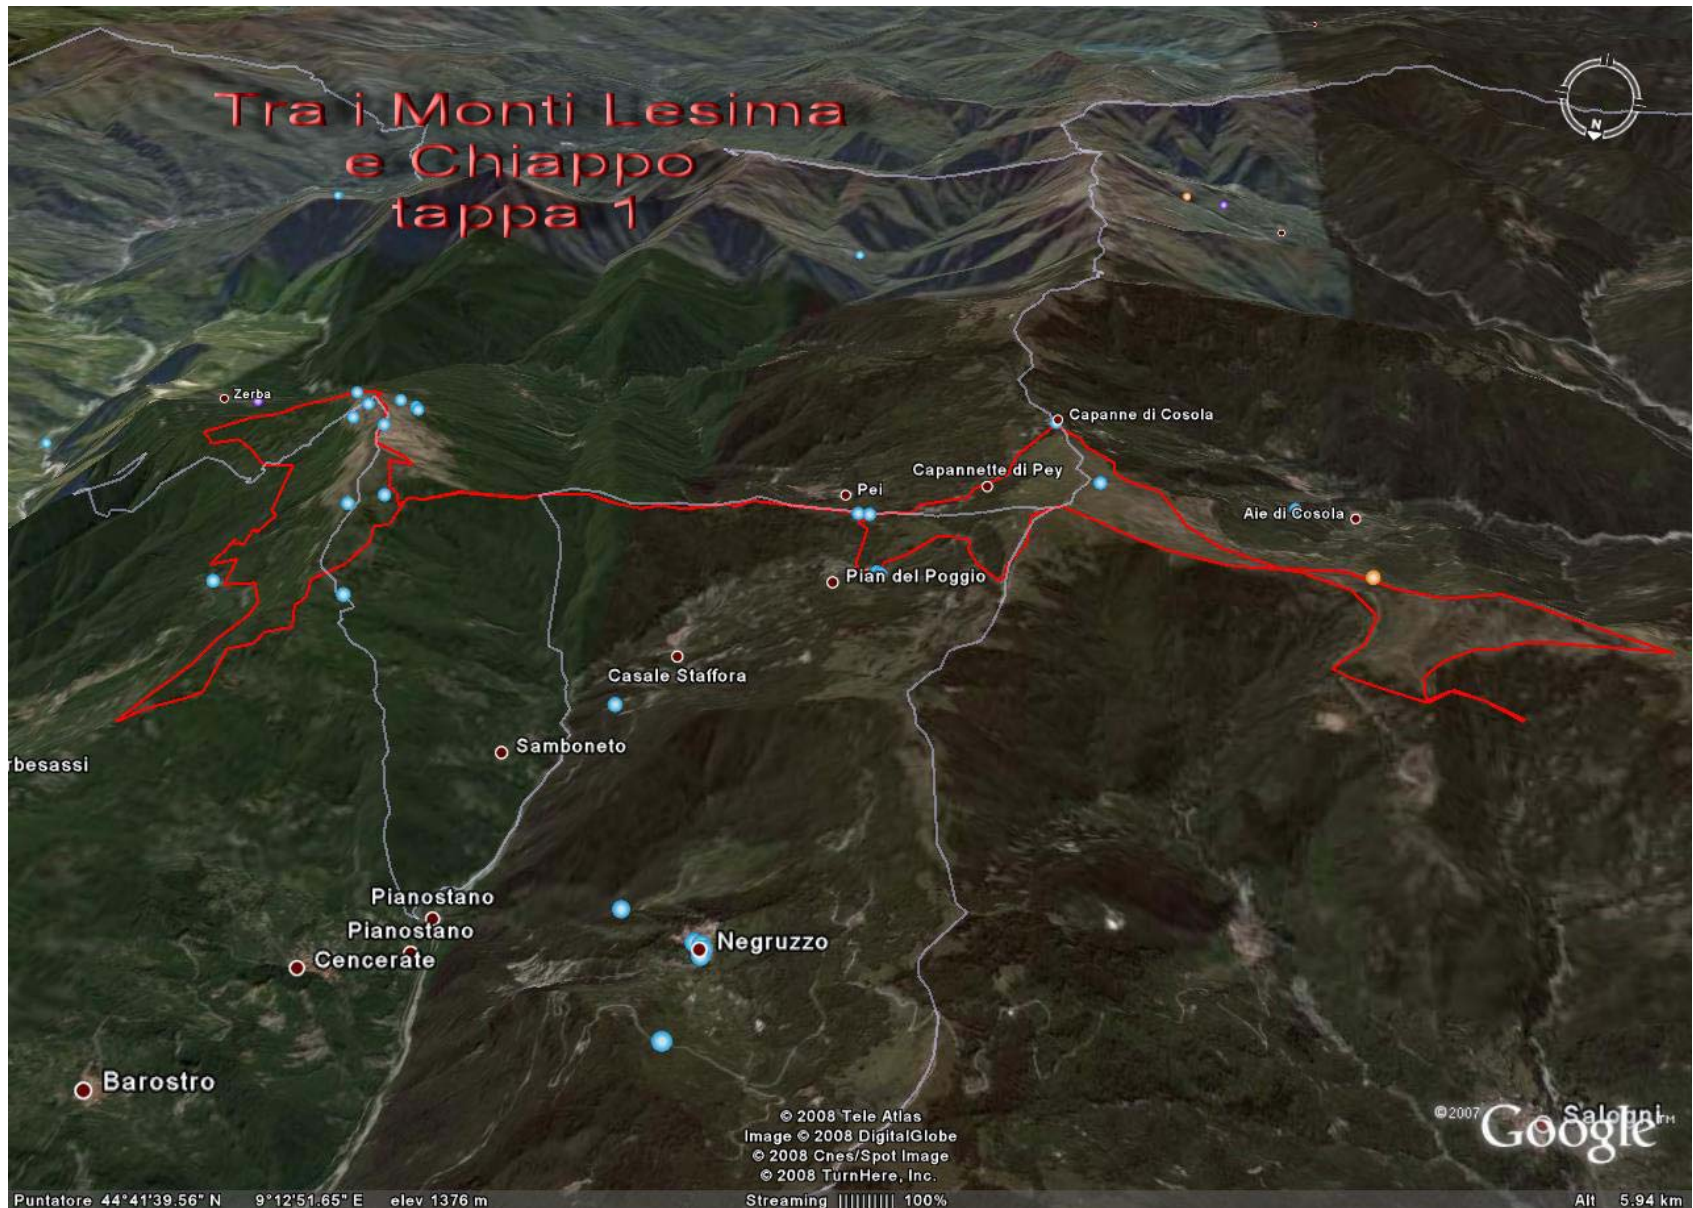 Tra i Monti Lesima
e Chiappo
tappa 1
N
Zerba
Capanne di Cosola
Capannette di Pey
Pei
Aie di Cosola
Pian del Poggio
Casale Staffora
Samboneto
rbesassi
Pianostano
Pianostano
Cencerate
Negruzzo
Barostro
© 2008 Tele Atlas
Image © 2008 DigitalGlobe
© 2008 Cnes/Spot Image
© 2008 TurnHere, Inc.
©2007 Google™
Salogni
Puntatore 44°41'39.56" N 9°12'51.65" E elev 1376 m Streaming |||||||||| 100% Alt 5.94 km